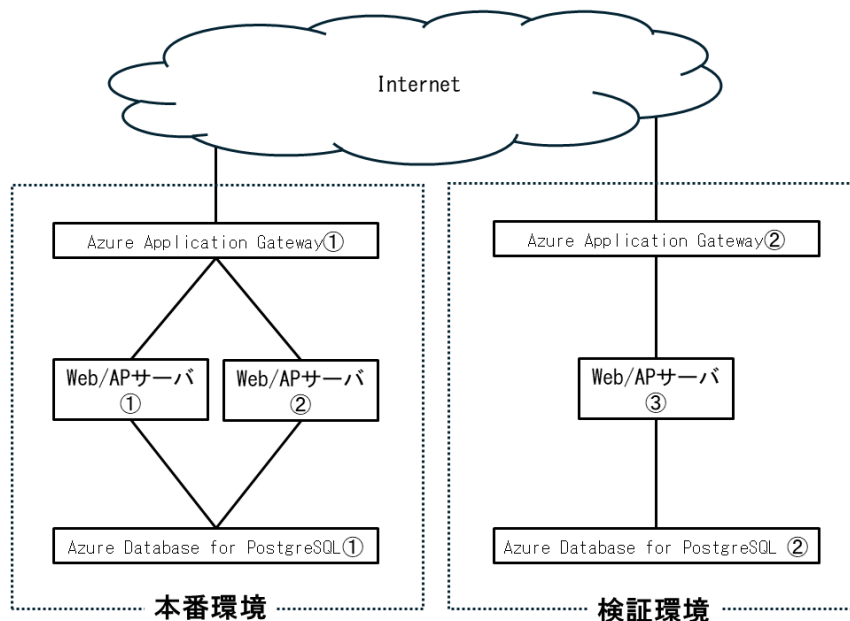 Internet
Azure Application Gateway①
Azure Application Gateway②
Web/APサーバ
①
Web/APサーバ
②
Web/APサーバ
③
Azure Database for PostgreSQL①
Azure Database for PostgreSQL ②
本番環境
検証環境